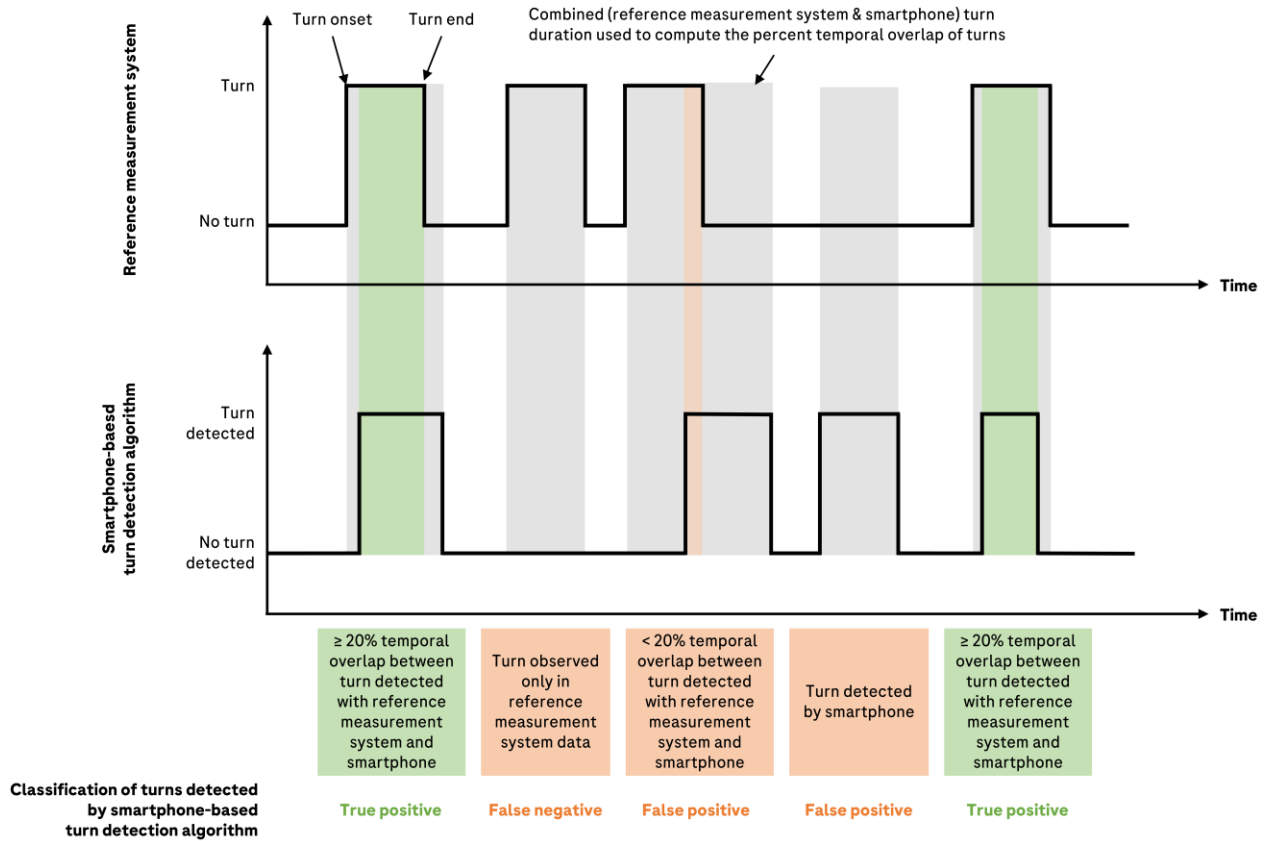 Turn onset
Turn end
Combined (reference measurement system & smartphone) turn
duration used to compute the percent temporal overlap of turns
Reference measurement system
Turn
No turn
Time
Smartphone-baesd
turn detection algorithm
Turn
detected
No turn
detected
Time
≥ 20% temporal
overlap between
turn detected
with reference
measurement
system and
smartphone
Turn observed
only in
reference
measurement
system data
< 20% temporal
overlap between
turn detected
with reference
measurement
system and
smartphone
Turn detected
by smartphone
≥ 20% temporal
overlap between
turn detected
with reference
measurement
system and
smartphone
Classification of turns detected
by smartphone-based
turn detection algorithm
True positive
False negative
False positive
False positive
True positive